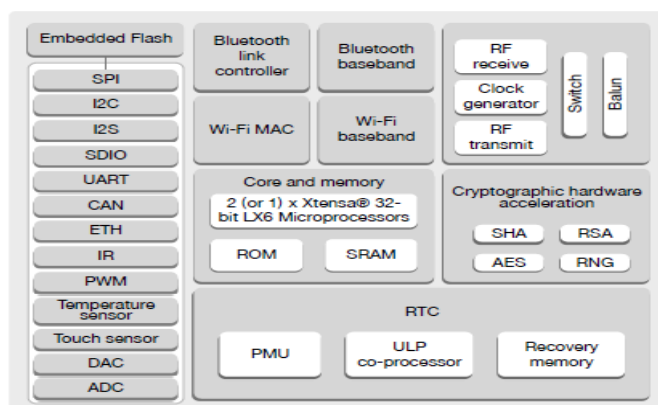 Embedded Flash
SPI
I2C
I2S
SDIO
UART
CAN
ETH
IR
PWM
Temperature
sensor
Touch sensor
DAC
ADC
Bluetooth
link
controller
Bluetooth
baseband
Wi-Fi MAC
Wi-Fi
baseband
RF
receive
Clock
generator
RF
transmit
Switch
Balun
Core and memory
2 (or 1) x Xtensa® 32-
bit LX6 Microprocessors
ROM
SRAM
Cryptographic hardware
acceleration
SHA
RSA
AES
RNG
RTC
PMU
ULP
co-processor
Recovery
memory